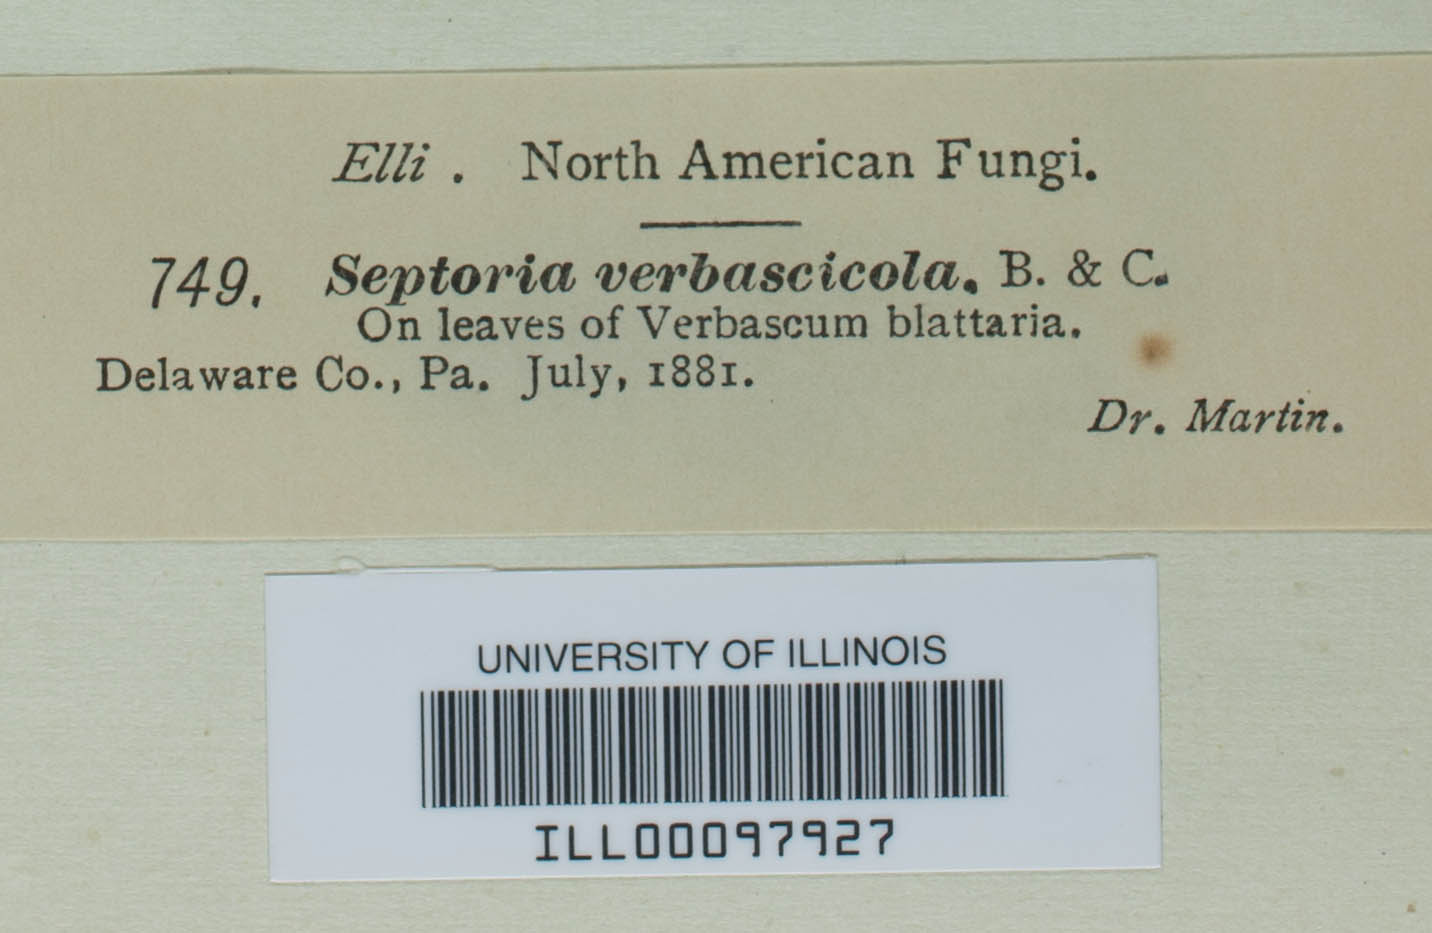 Elli . North American Fungi.
749. Septoria verbascicola. B. & C.
On leaves of Verbascum blattaria.
Delaware Co., Pa. July, 1881.
Dr. Martin.
UNIVERSITY OF ILLINOIS
ILL00097927